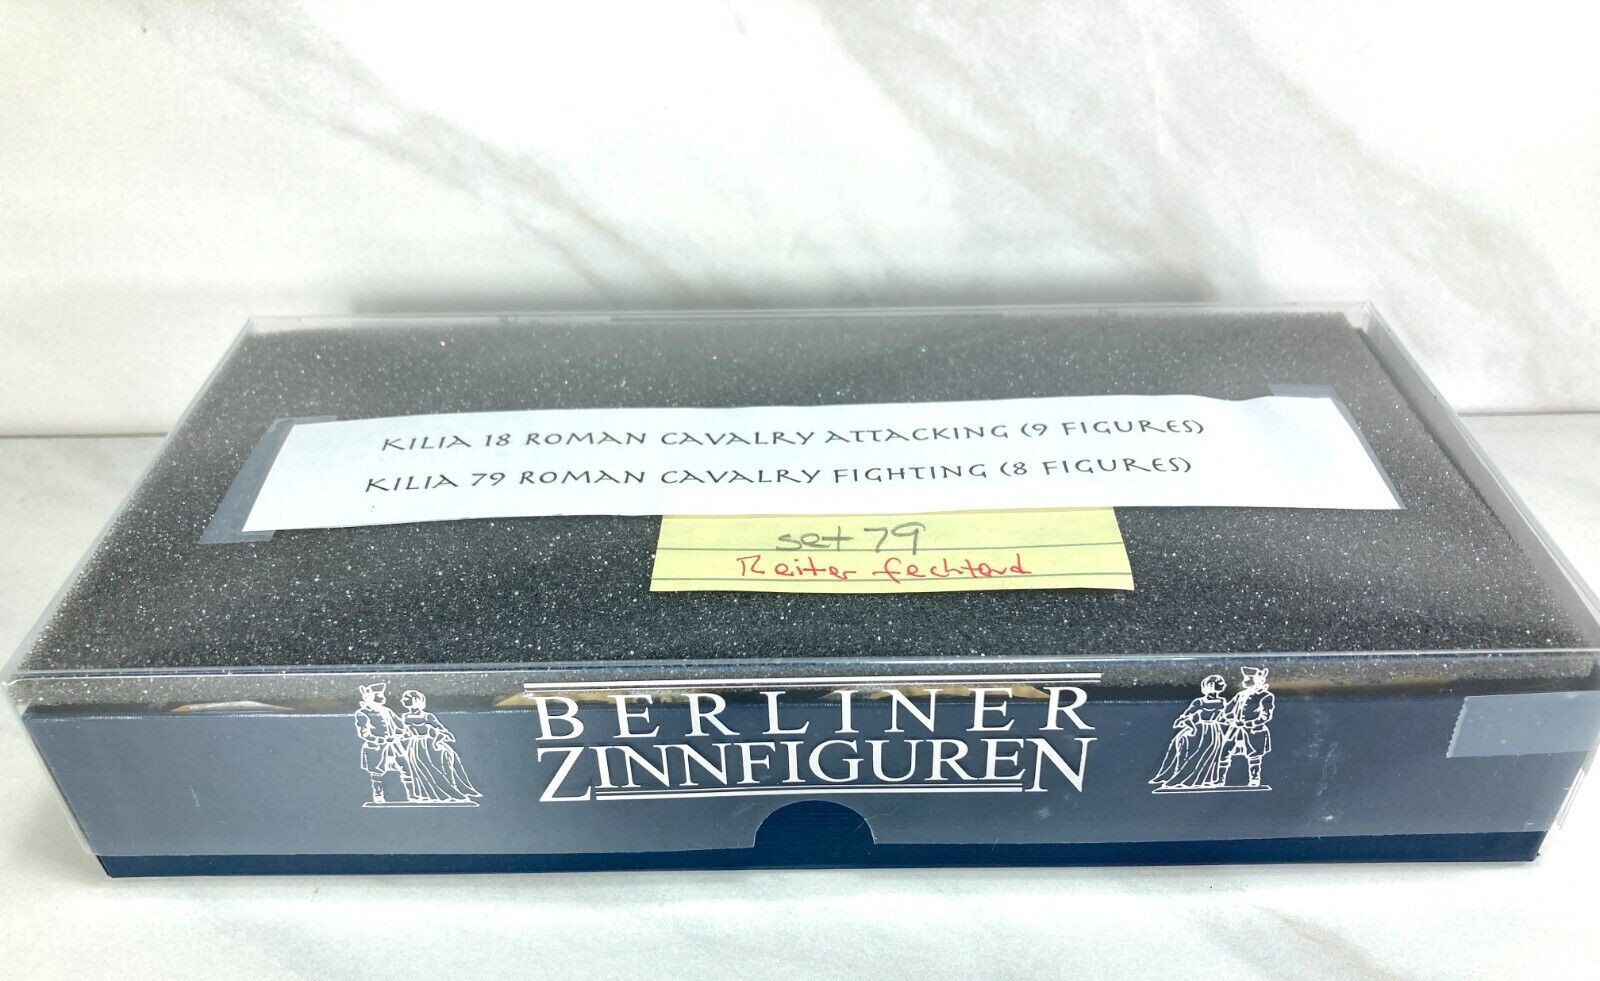 KILIA 18 ROMAN CAVALRY ATTACKING (9 FIGURES)
KILIA 79 ROMAN CAVALRY FIGHTING (8 FIGURES)
set 79
Reiter fechtend
BERLINER
ZINNFIGUREN